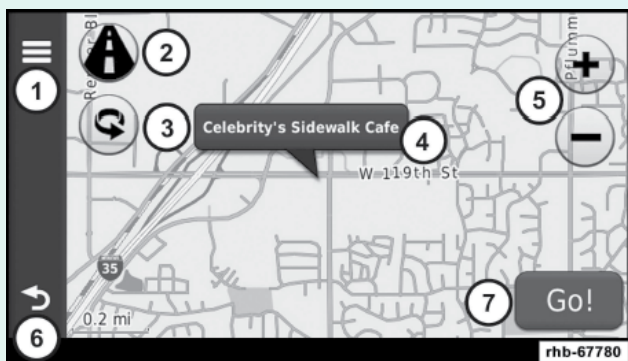 2
1
5
Pflumm
3
Celebrity's Sidewalk Cafe
4
W 119th St
35
0.2 mi
7
Go!
6
rhb-67780